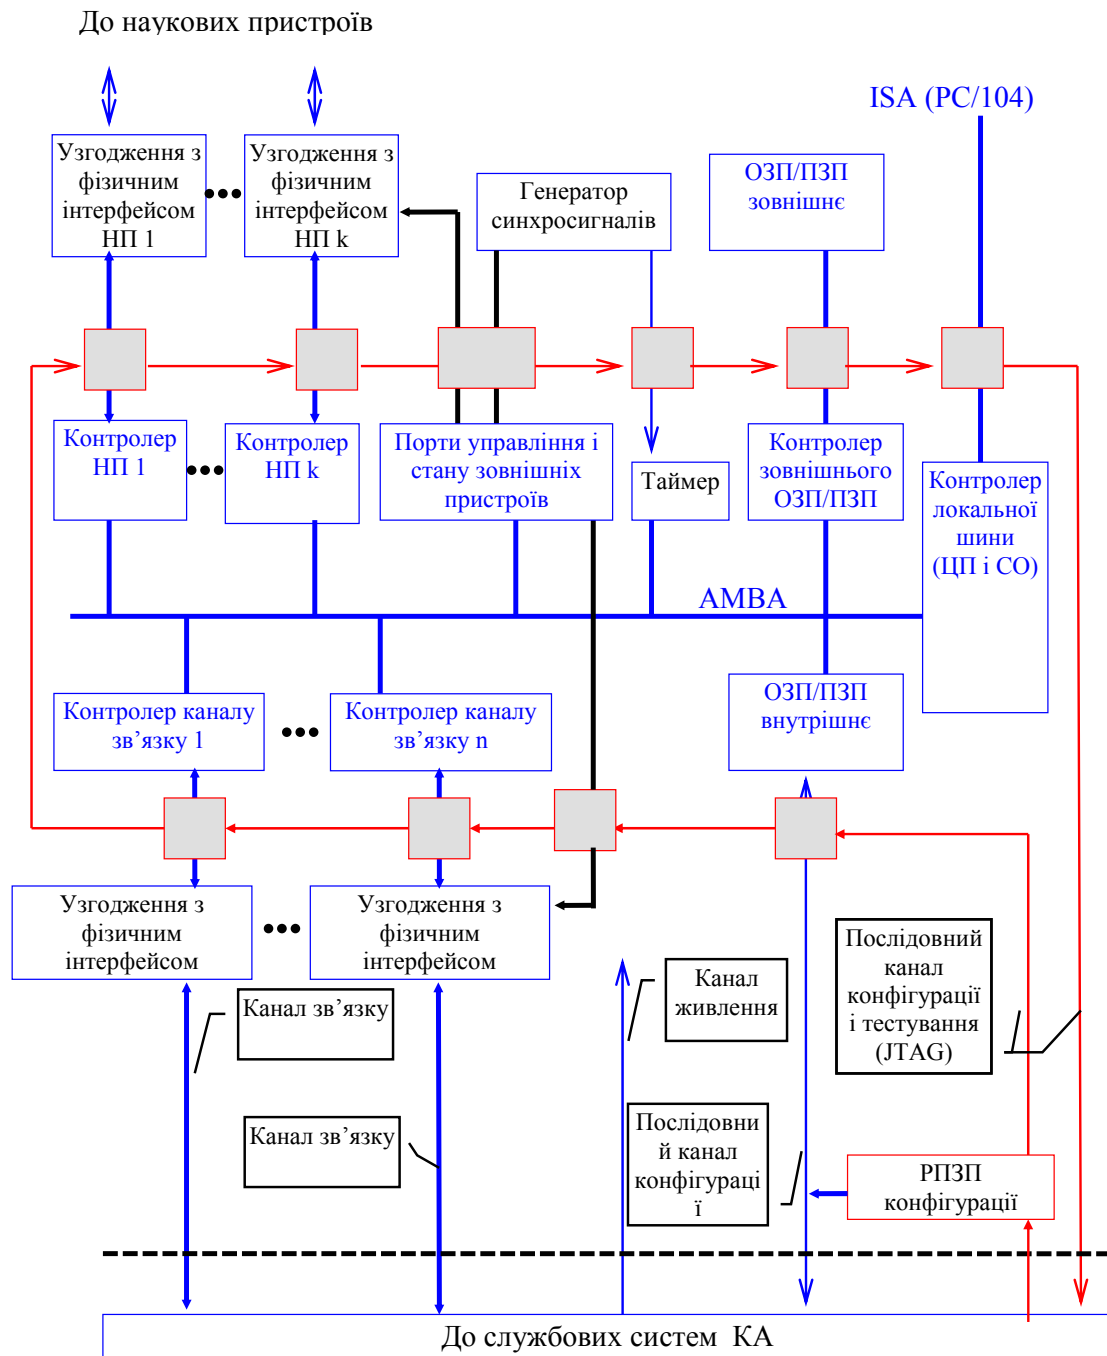 До наукових пристроїв
ISA (PC/104)
Узгодження з
фізичним
інтерфейсом
НП 1
Узгодження з
фізичним
інтерфейсом
НП k
Генератор
синхросигналів
ОЗП/ПЗП
зовнішнє
Контролер
НП 1
Контролер
НП k
Порти управління і
стану зовнішніх
пристроїв
Таймер
Контролер
зовнішнього
ОЗП/ПЗП
Контролер
локальної
шини
(ЦП і СО)
AMBA
Контролер каналу
зв’язку 1
Контролер каналу
зв’язку n
ОЗП/ПЗП
внутрішнє
Узгодження з
фізичним
інтерфейсом
Узгодження з
фізичним
інтерфейсом
Канал зв’язку
Канал
живлення
Послідовний
канал
конфігурації
і тестування
(JTAG)
Канал зв’язку
Послідовни
й канал
конфігураці
ї
РПЗП
конфігурації
До службових систем КА